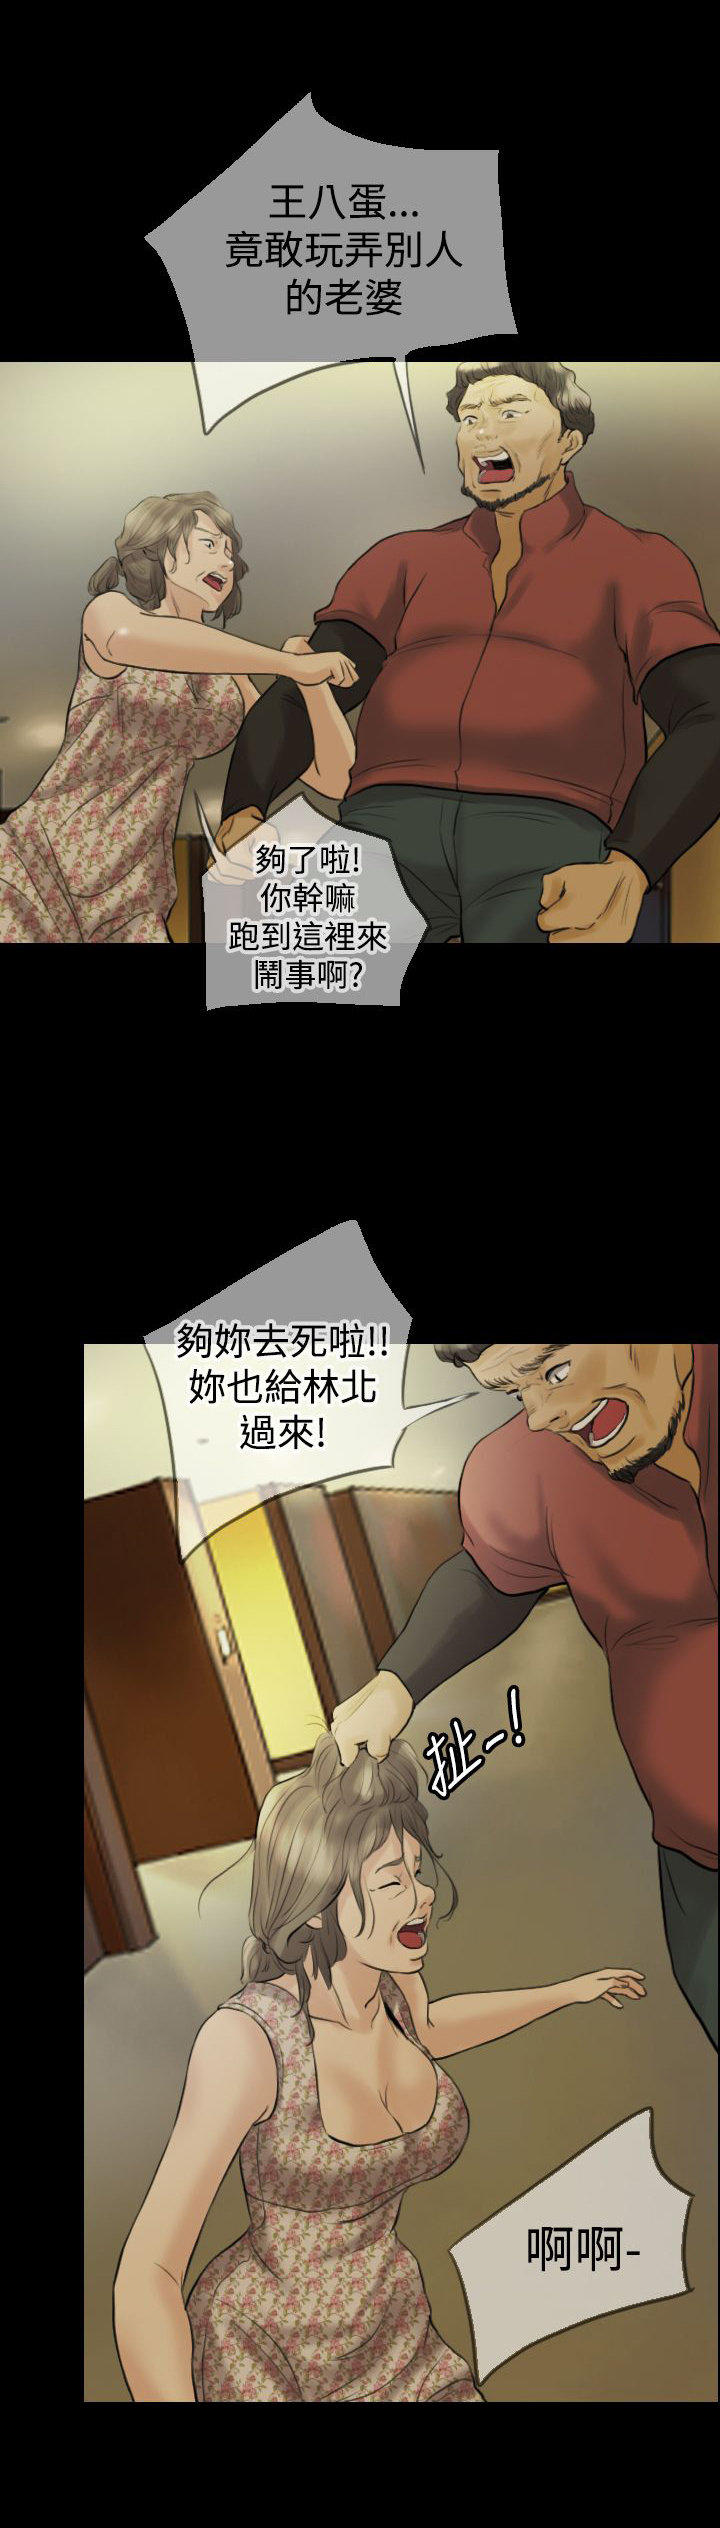 王八蛋...
竟敢玩弄別人
的老婆
夠了啦!
你幹嘛
跑到這裡來
鬧事啊?
夠妳去死啦!!
妳也給林北
過來!
扯-!
啊啊-